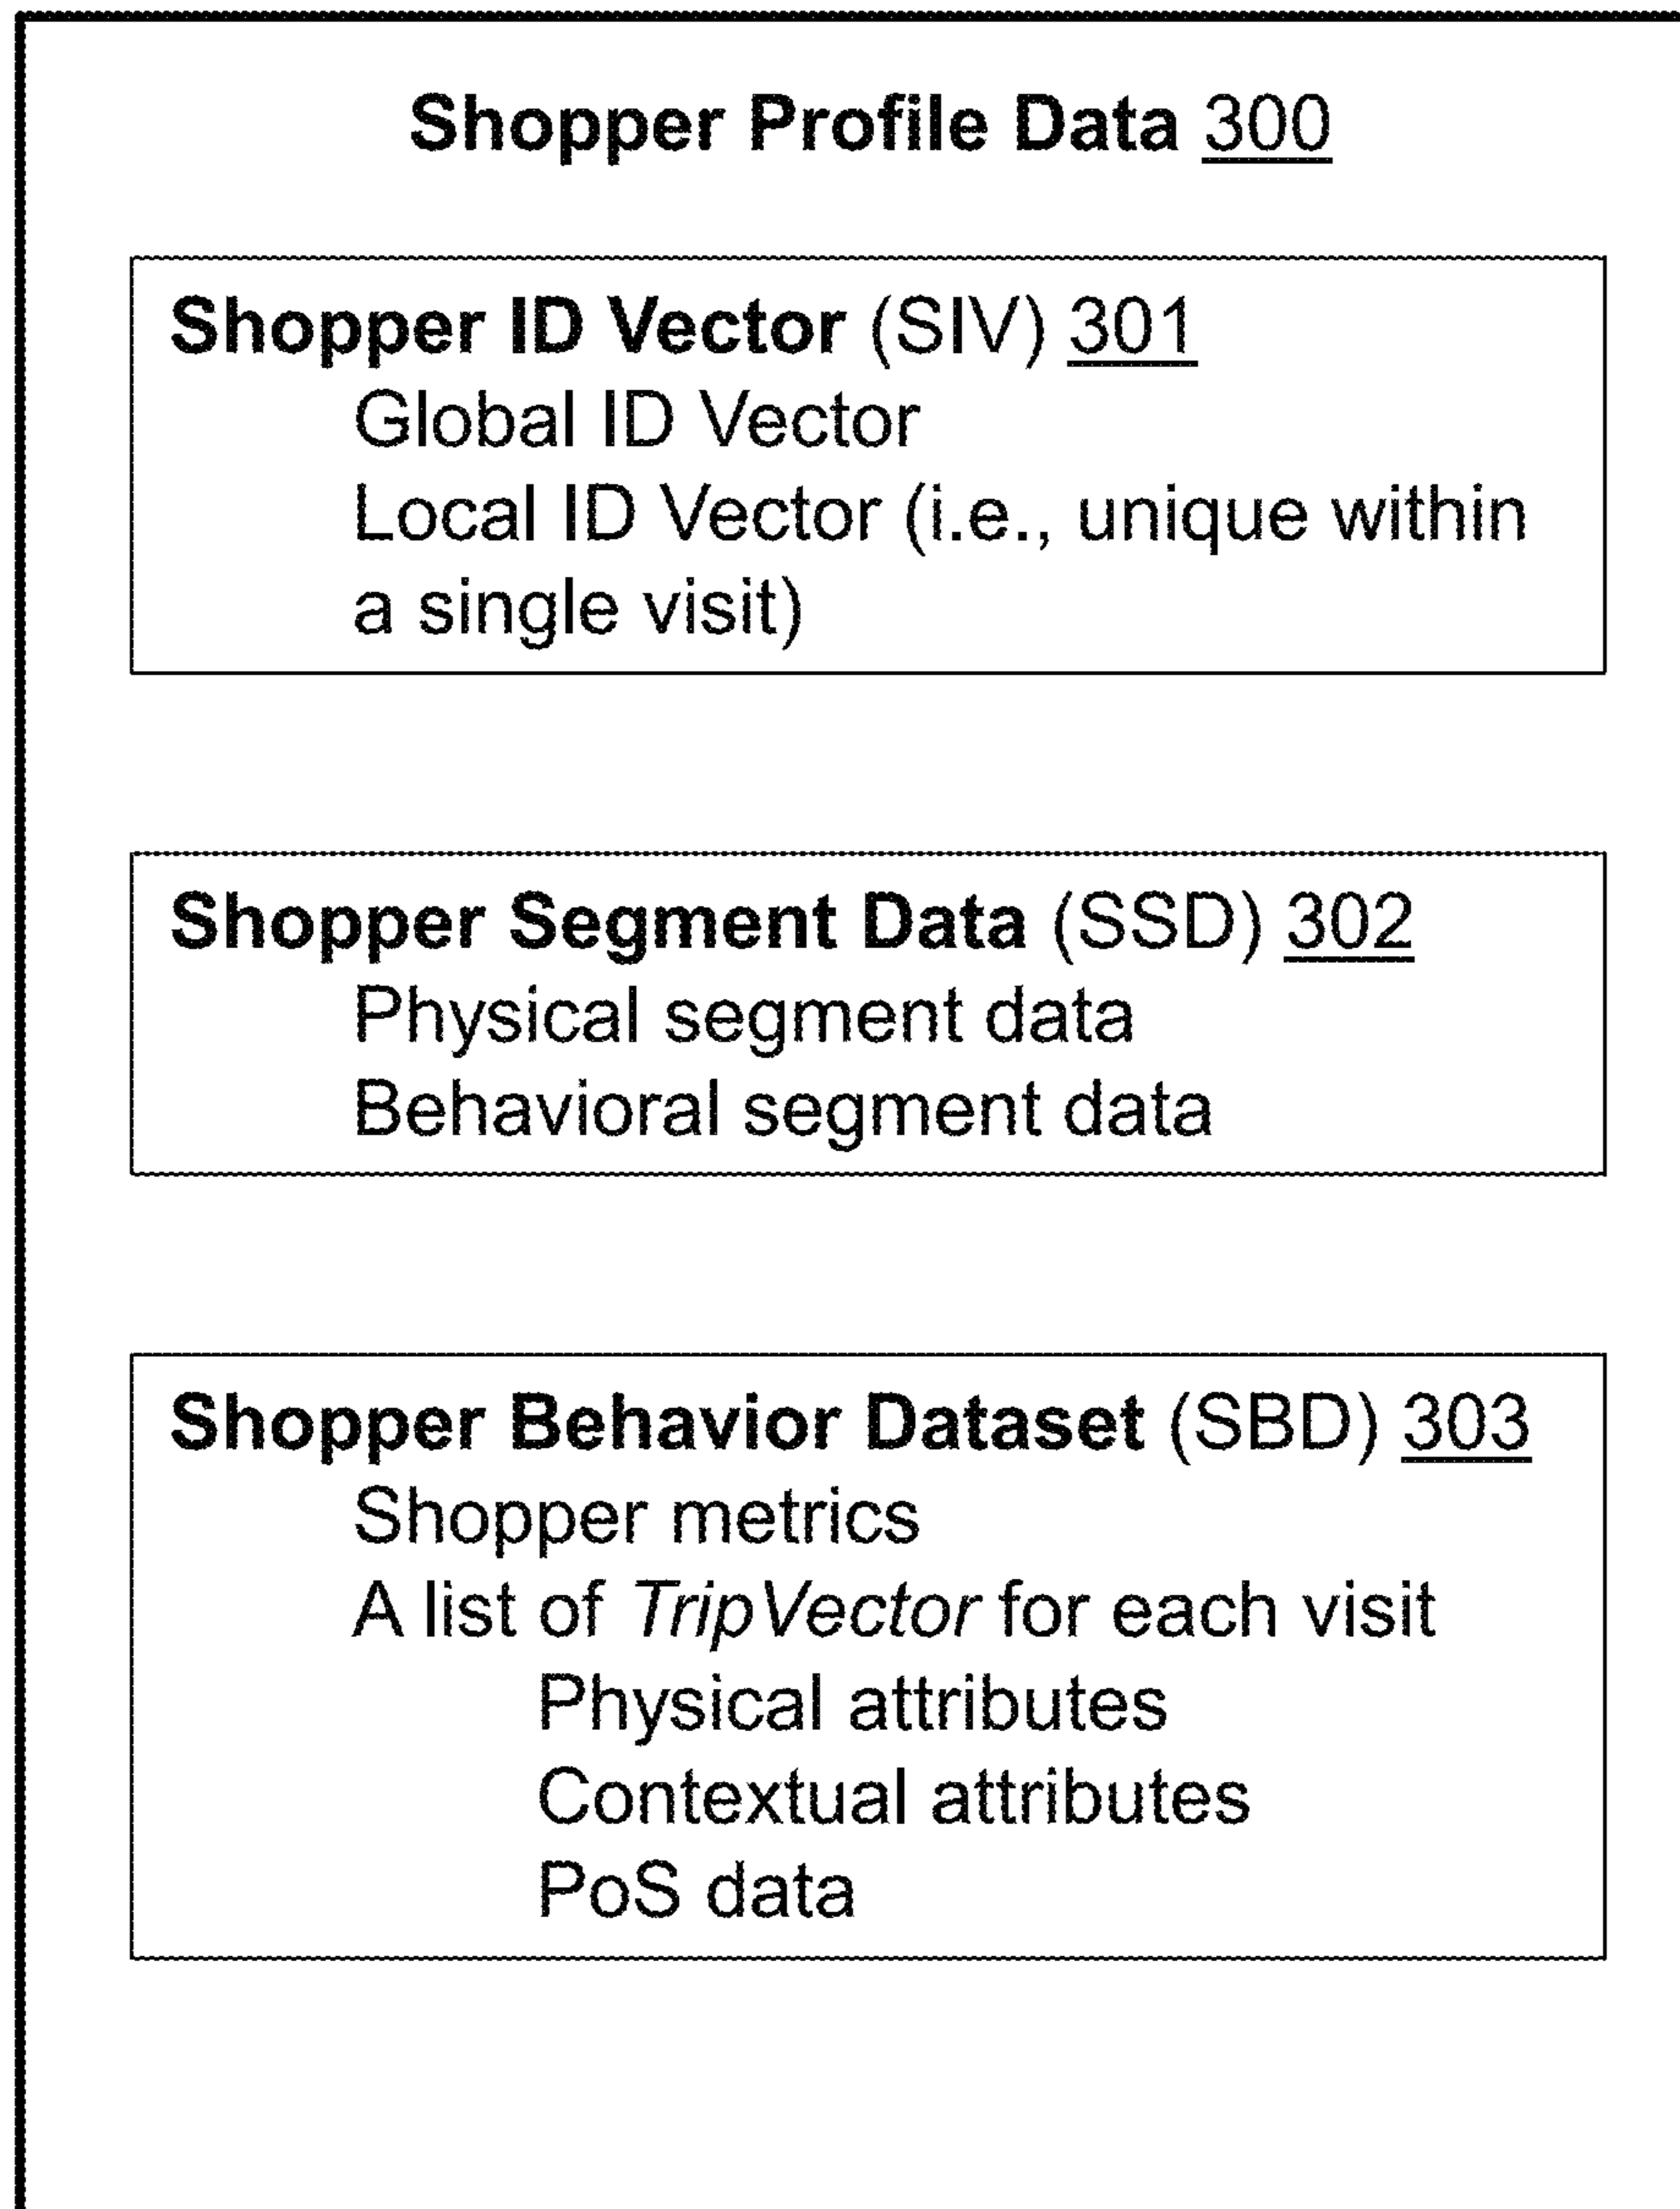 Shopper Profile Data 300
Shopper ID Vector (SIV) 301
Global ID Vector
Local ID Vector (i.e., unique within
a single visit)
Shopper Segment Data (SSD) 302
Physical segment data
Behavioral segment data
Shopper Behavior Dataset (SBD) 303
Shopper metrics
A list of TripVector for each visit
Physical attributes
Contextual attributes
PoS data